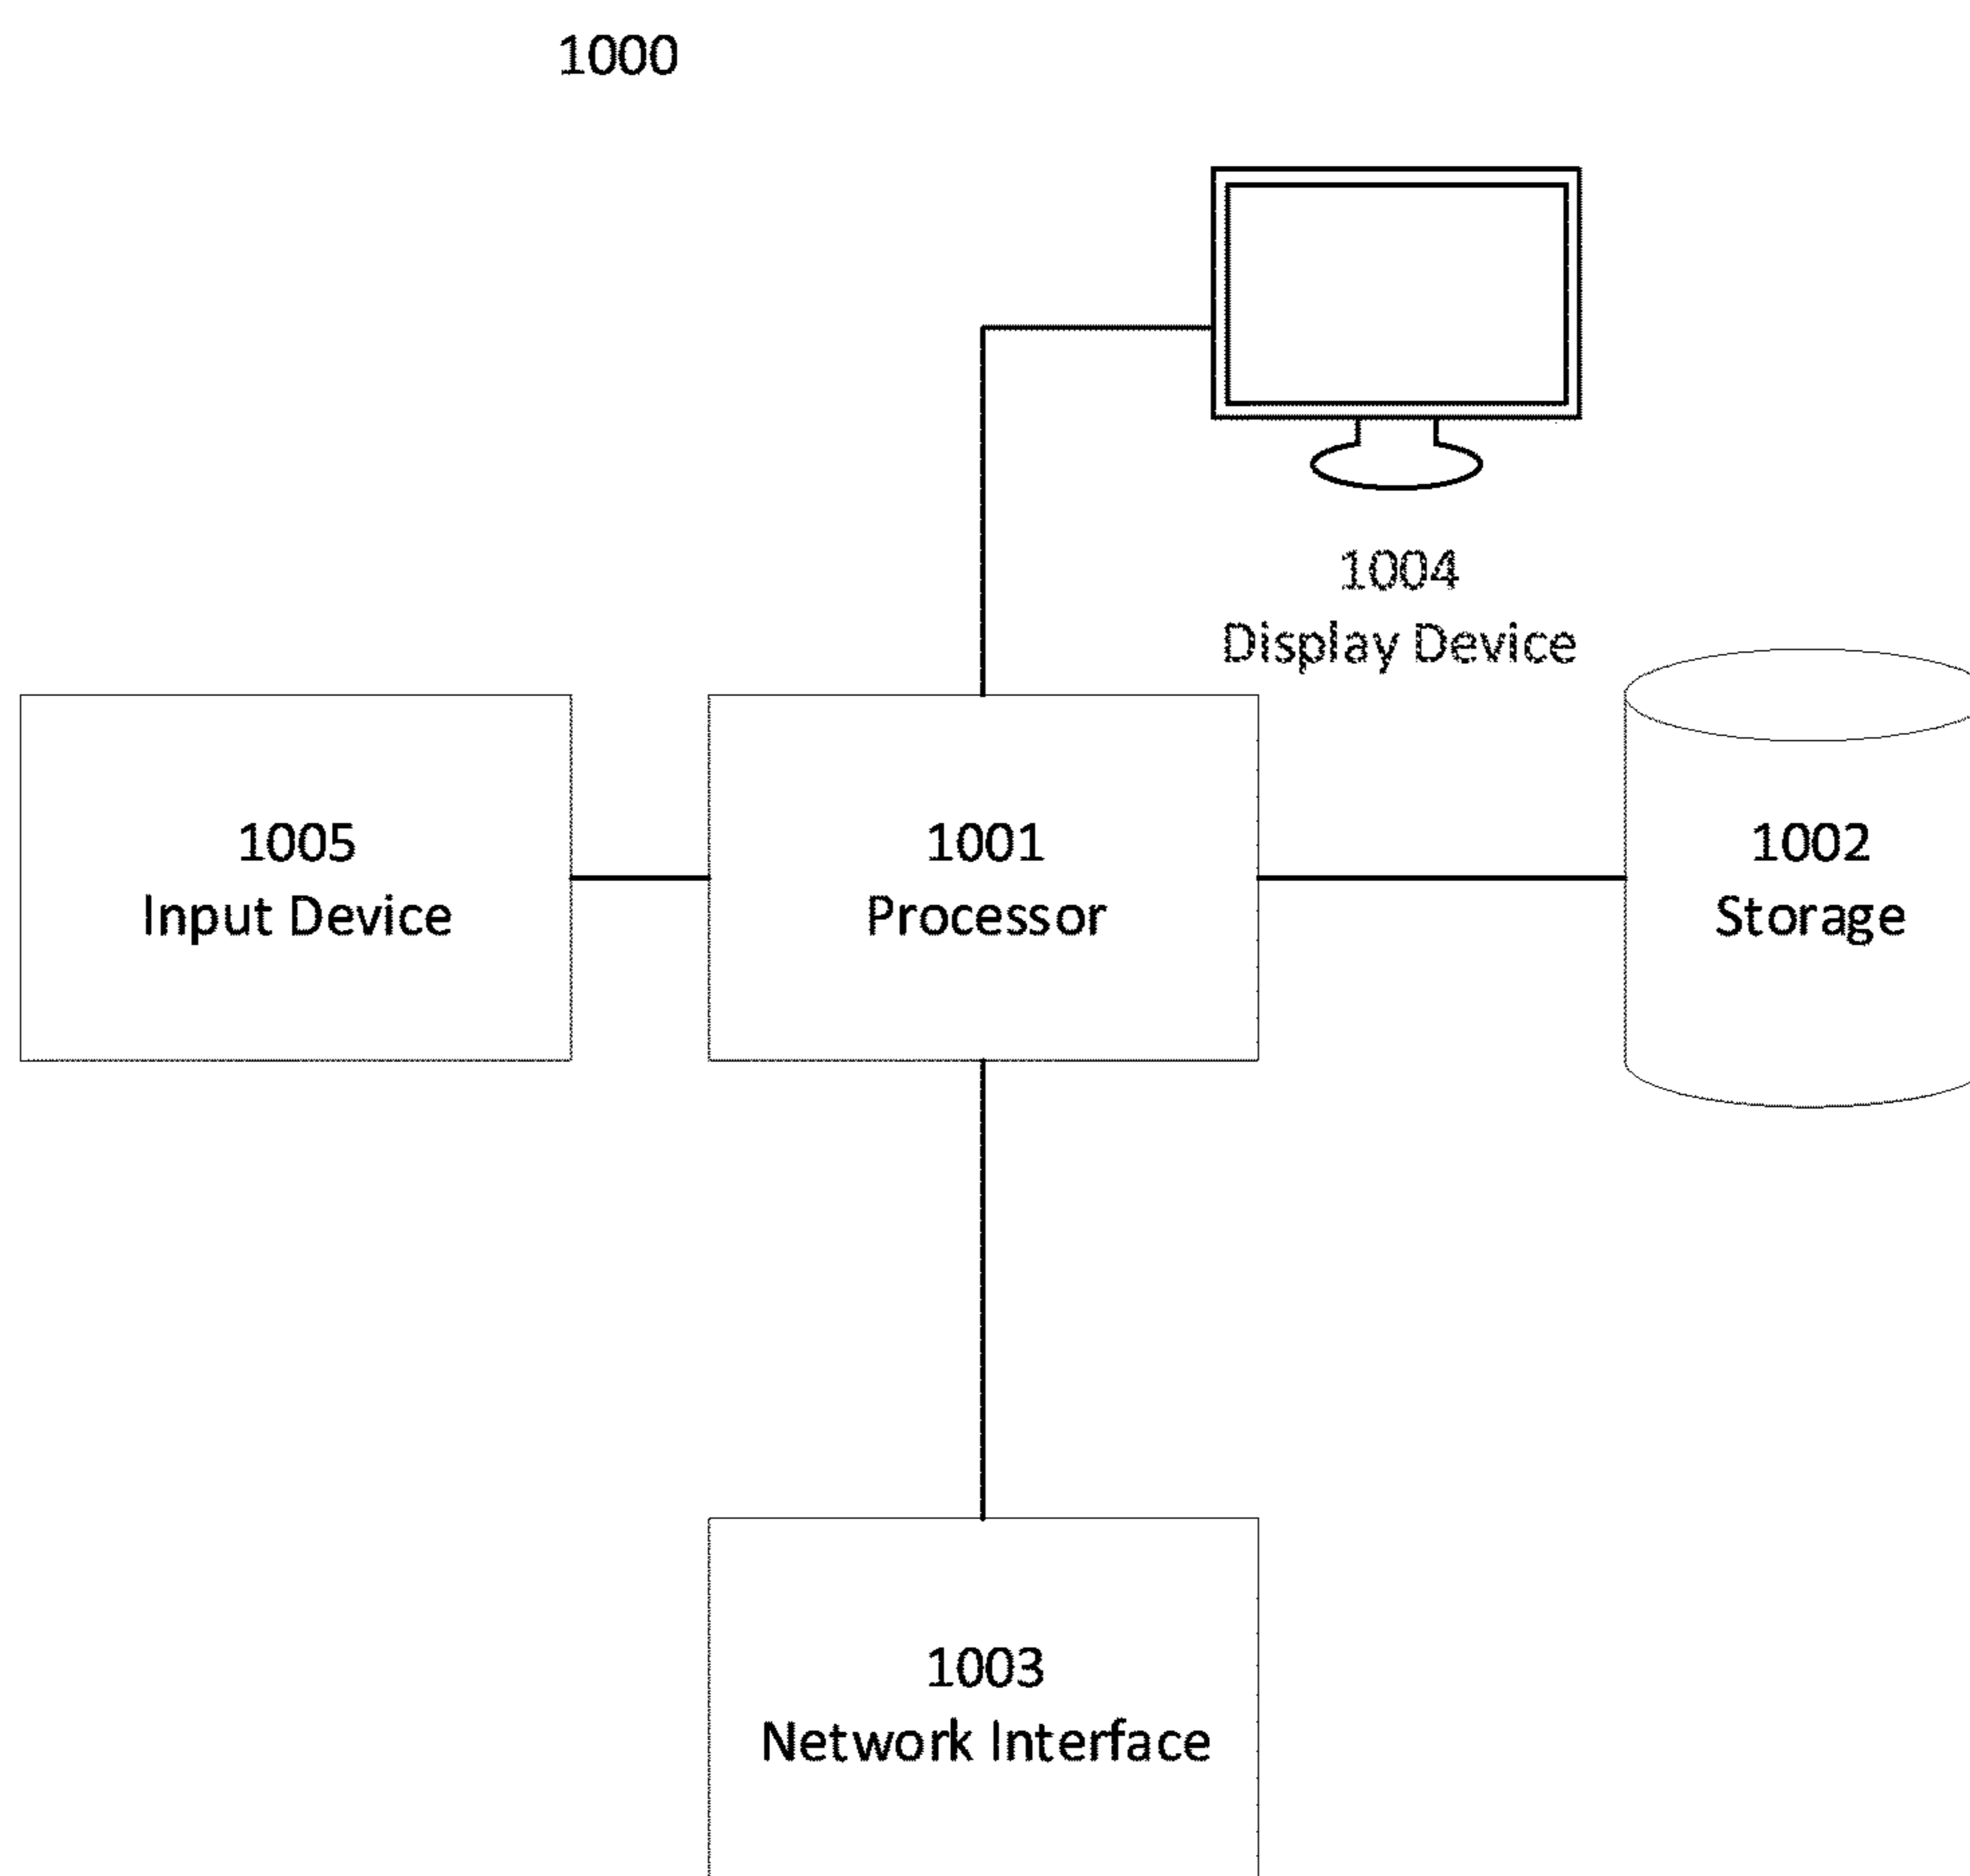 1000
1004
Display Device
1005
Input Device
1001
Processor
1002
Storage
1003
Network Interface